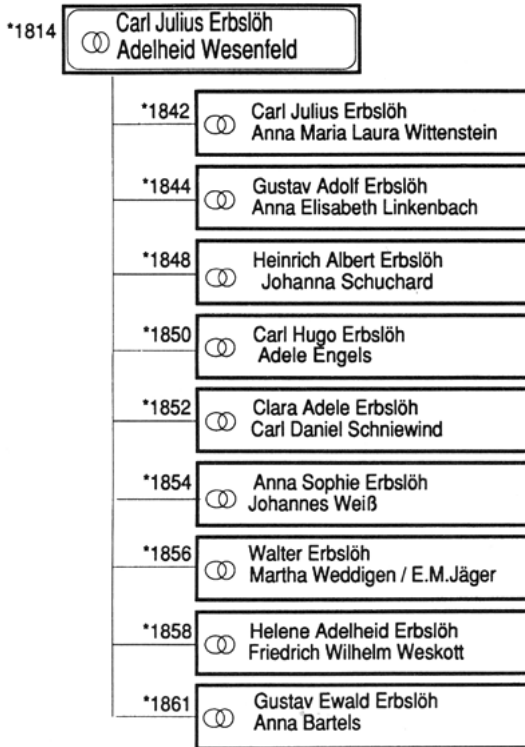 *1814
Carl Julius Erbslöh
Adelheid Wesenfeld
*1842
Carl Julius Erbslöh
Anna Maria Laura Wittenstein
*1844
Gustav Adolf Erbslöh
Anna Elisabeth Linkenbach
*1848
Heinrich Albert Erbslöh
Johanna Schuchard
*1850
Carl Hugo Erbslöh
Adele Engels
*1852
Clara Adele Erbslöh
Carl Daniel Schniewind
*1854
Anna Sophie Erbslöh
Johannes Weiß
*1856
Walter Erbslöh
Martha Weddigen / E.M.Jäger
*1858
Helene Adelheid Erbslöh
Friedrich Wilhelm Weskott
*1861
Gustav Ewald Erbslöh
Anna Bartels